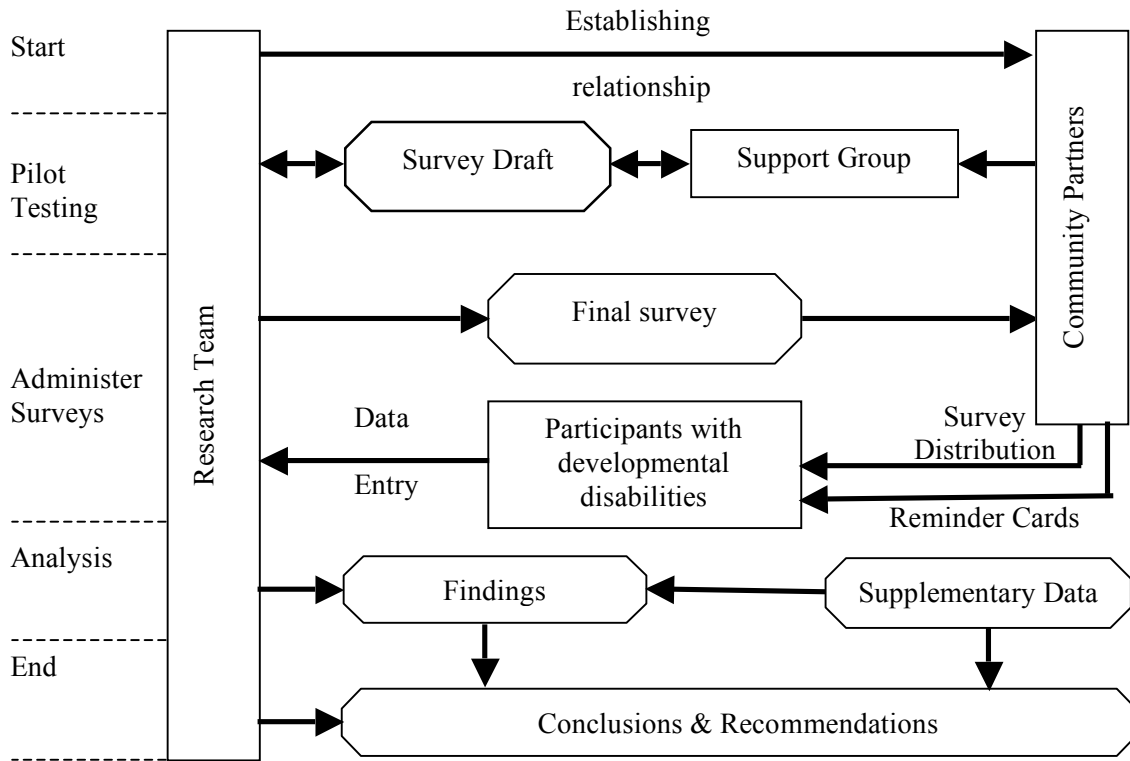 Start
Establishing
relationship
Pilot
Testing
Survey Draft
Support Group
Community Partners
Research Team
Final survey
Administer
Surveys
Data
Entry
Participants with
developmental
disabilities
Survey
Distribution
Reminder Cards
Analysis
Findings
Supplementary Data
End
Conclusions & Recommendations